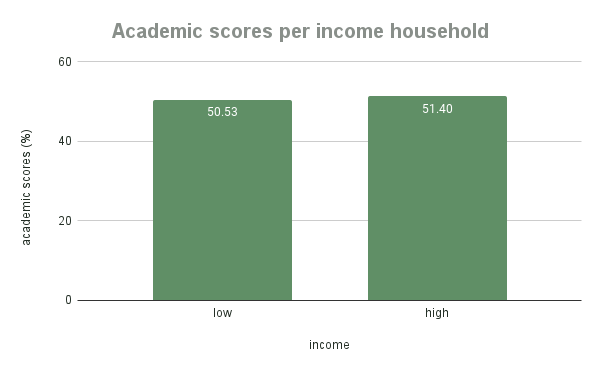 Academic scores per income household
academic scores (%)
60
40
20
0
50.53
51.40
low
high
income